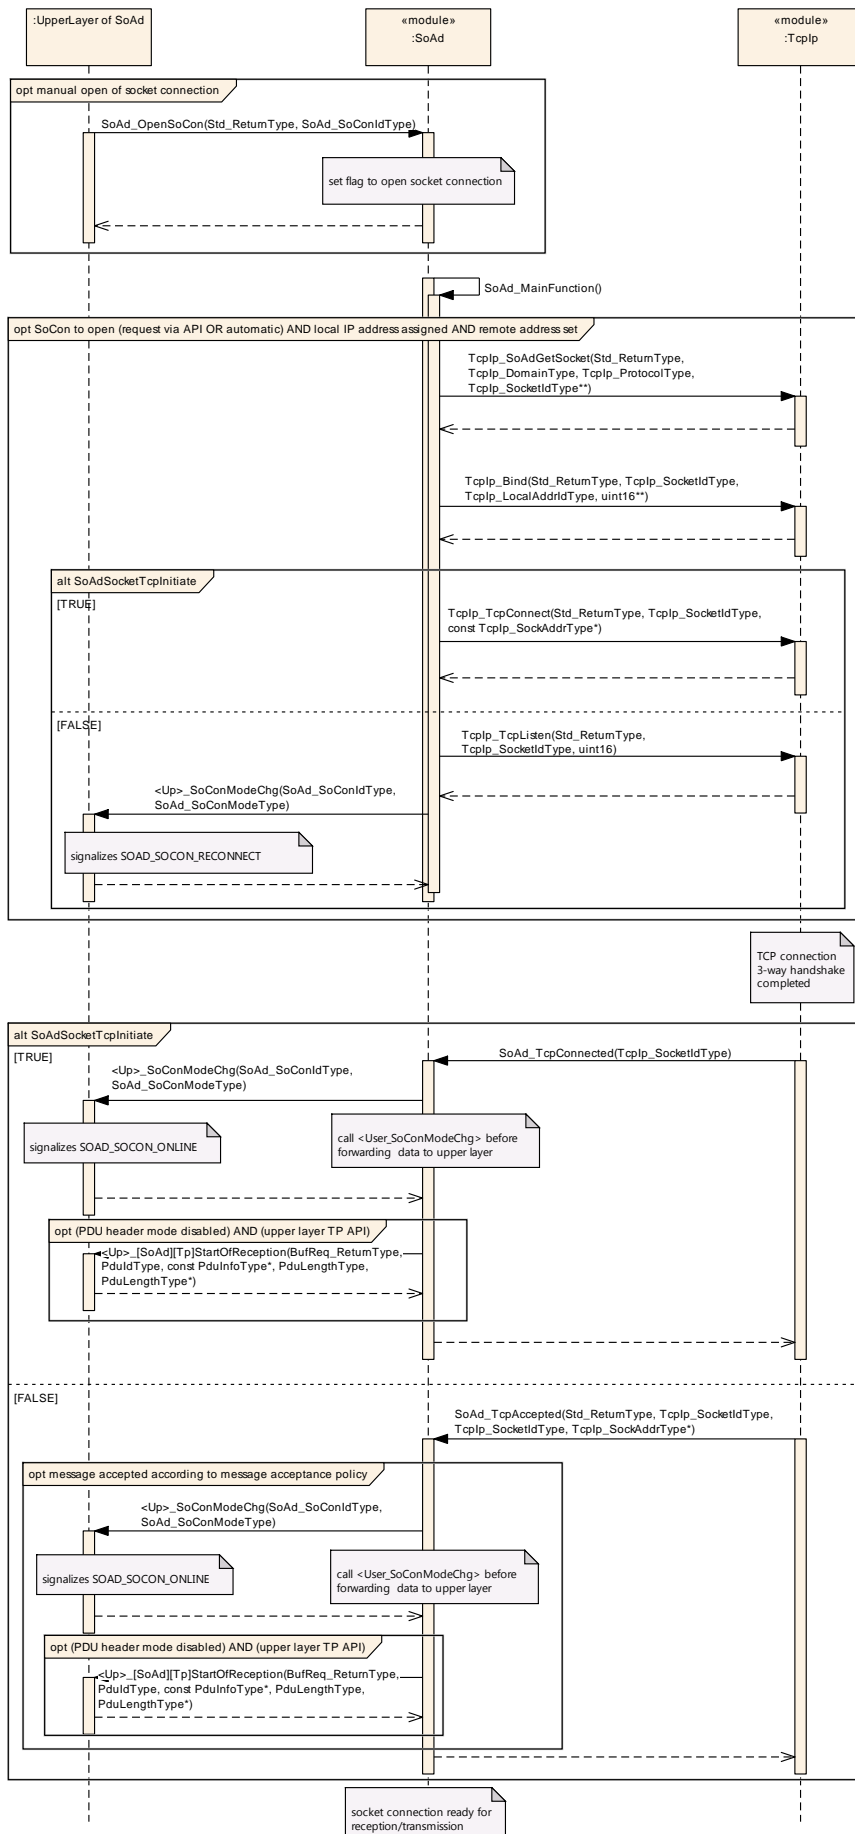 :UpperLayer of SoAd
«module»
:SoAd
«module»
:TcpIp
opt manual open of socket connection
SoAd_OpenSoCon(Std_ReturnType, SoAd_SoConIdType)
set flag to open socket connection
SoAd_MainFunction()
opt SoCon to open (request via API OR automatic) AND local IP address assigned AND remote address set
TcpIp_SoAdGetSocket(Std_ReturnType,
TcpIp_DomainType, TcpIp_ProtocolType,
TcpIp_SocketIdType**)
TcpIp_Bind(Std_ReturnType, TcpIp_SocketIdType,
TcpIp_LocalAddrIdType, uint16**)
alt SoAdSocketTcpInitiate
[TRUE]
TcpIp_TcpConnect(Std_ReturnType, TcpIp_SocketIdType,
const TcpIp_SockAddrType*)
[FALSE]
TcpIp_TcpListen(Std_ReturnType,
TcpIp_SocketIdType, uint16)
<Up>_SoConModeChg(SoAd_SoConIdType,
SoAd_SoConModeType)
signalizes SOAD_SOCON_RECONNECT
TCP connection
3-way handshake
completed
alt SoAdSocketTcpInitiate
[TRUE]
SoAd_TcpConnected(TcpIp_SocketIdType)
<Up>_SoConModeChg(SoAd_SoConIdType,
SoAd_SoConModeType)
signalizes SOAD_SOCON_ONLINE
call <User_SoConModeChg> before
forwarding  data to upper layer
opt (PDU header mode disabled) AND (upper layer TP API)
<Up>_[SoAd][Tp]StartOfReception(BufReq_ReturnType,
PduIdType, const PduInfoType*, PduLengthType,
PduLengthType*)
[FALSE]
SoAd_TcpAccepted(Std_ReturnType, TcpIp_SocketIdType,
TcpIp_SocketIdType, TcpIp_SockAddrType*)
opt message accepted according to message acceptance policy
<Up>_SoConModeChg(SoAd_SoConIdType,
SoAd_SoConModeType)
signalizes SOAD_SOCON_ONLINE
call <User_SoConModeChg> before
forwarding  data to upper layer
opt (PDU header mode disabled) AND (upper layer TP API)
<Up>_[SoAd][Tp]StartOfReception(BufReq_ReturnType,
PduIdType, const PduInfoType*, PduLengthType,
PduLengthType*)
socket connection ready for
reception/transmission